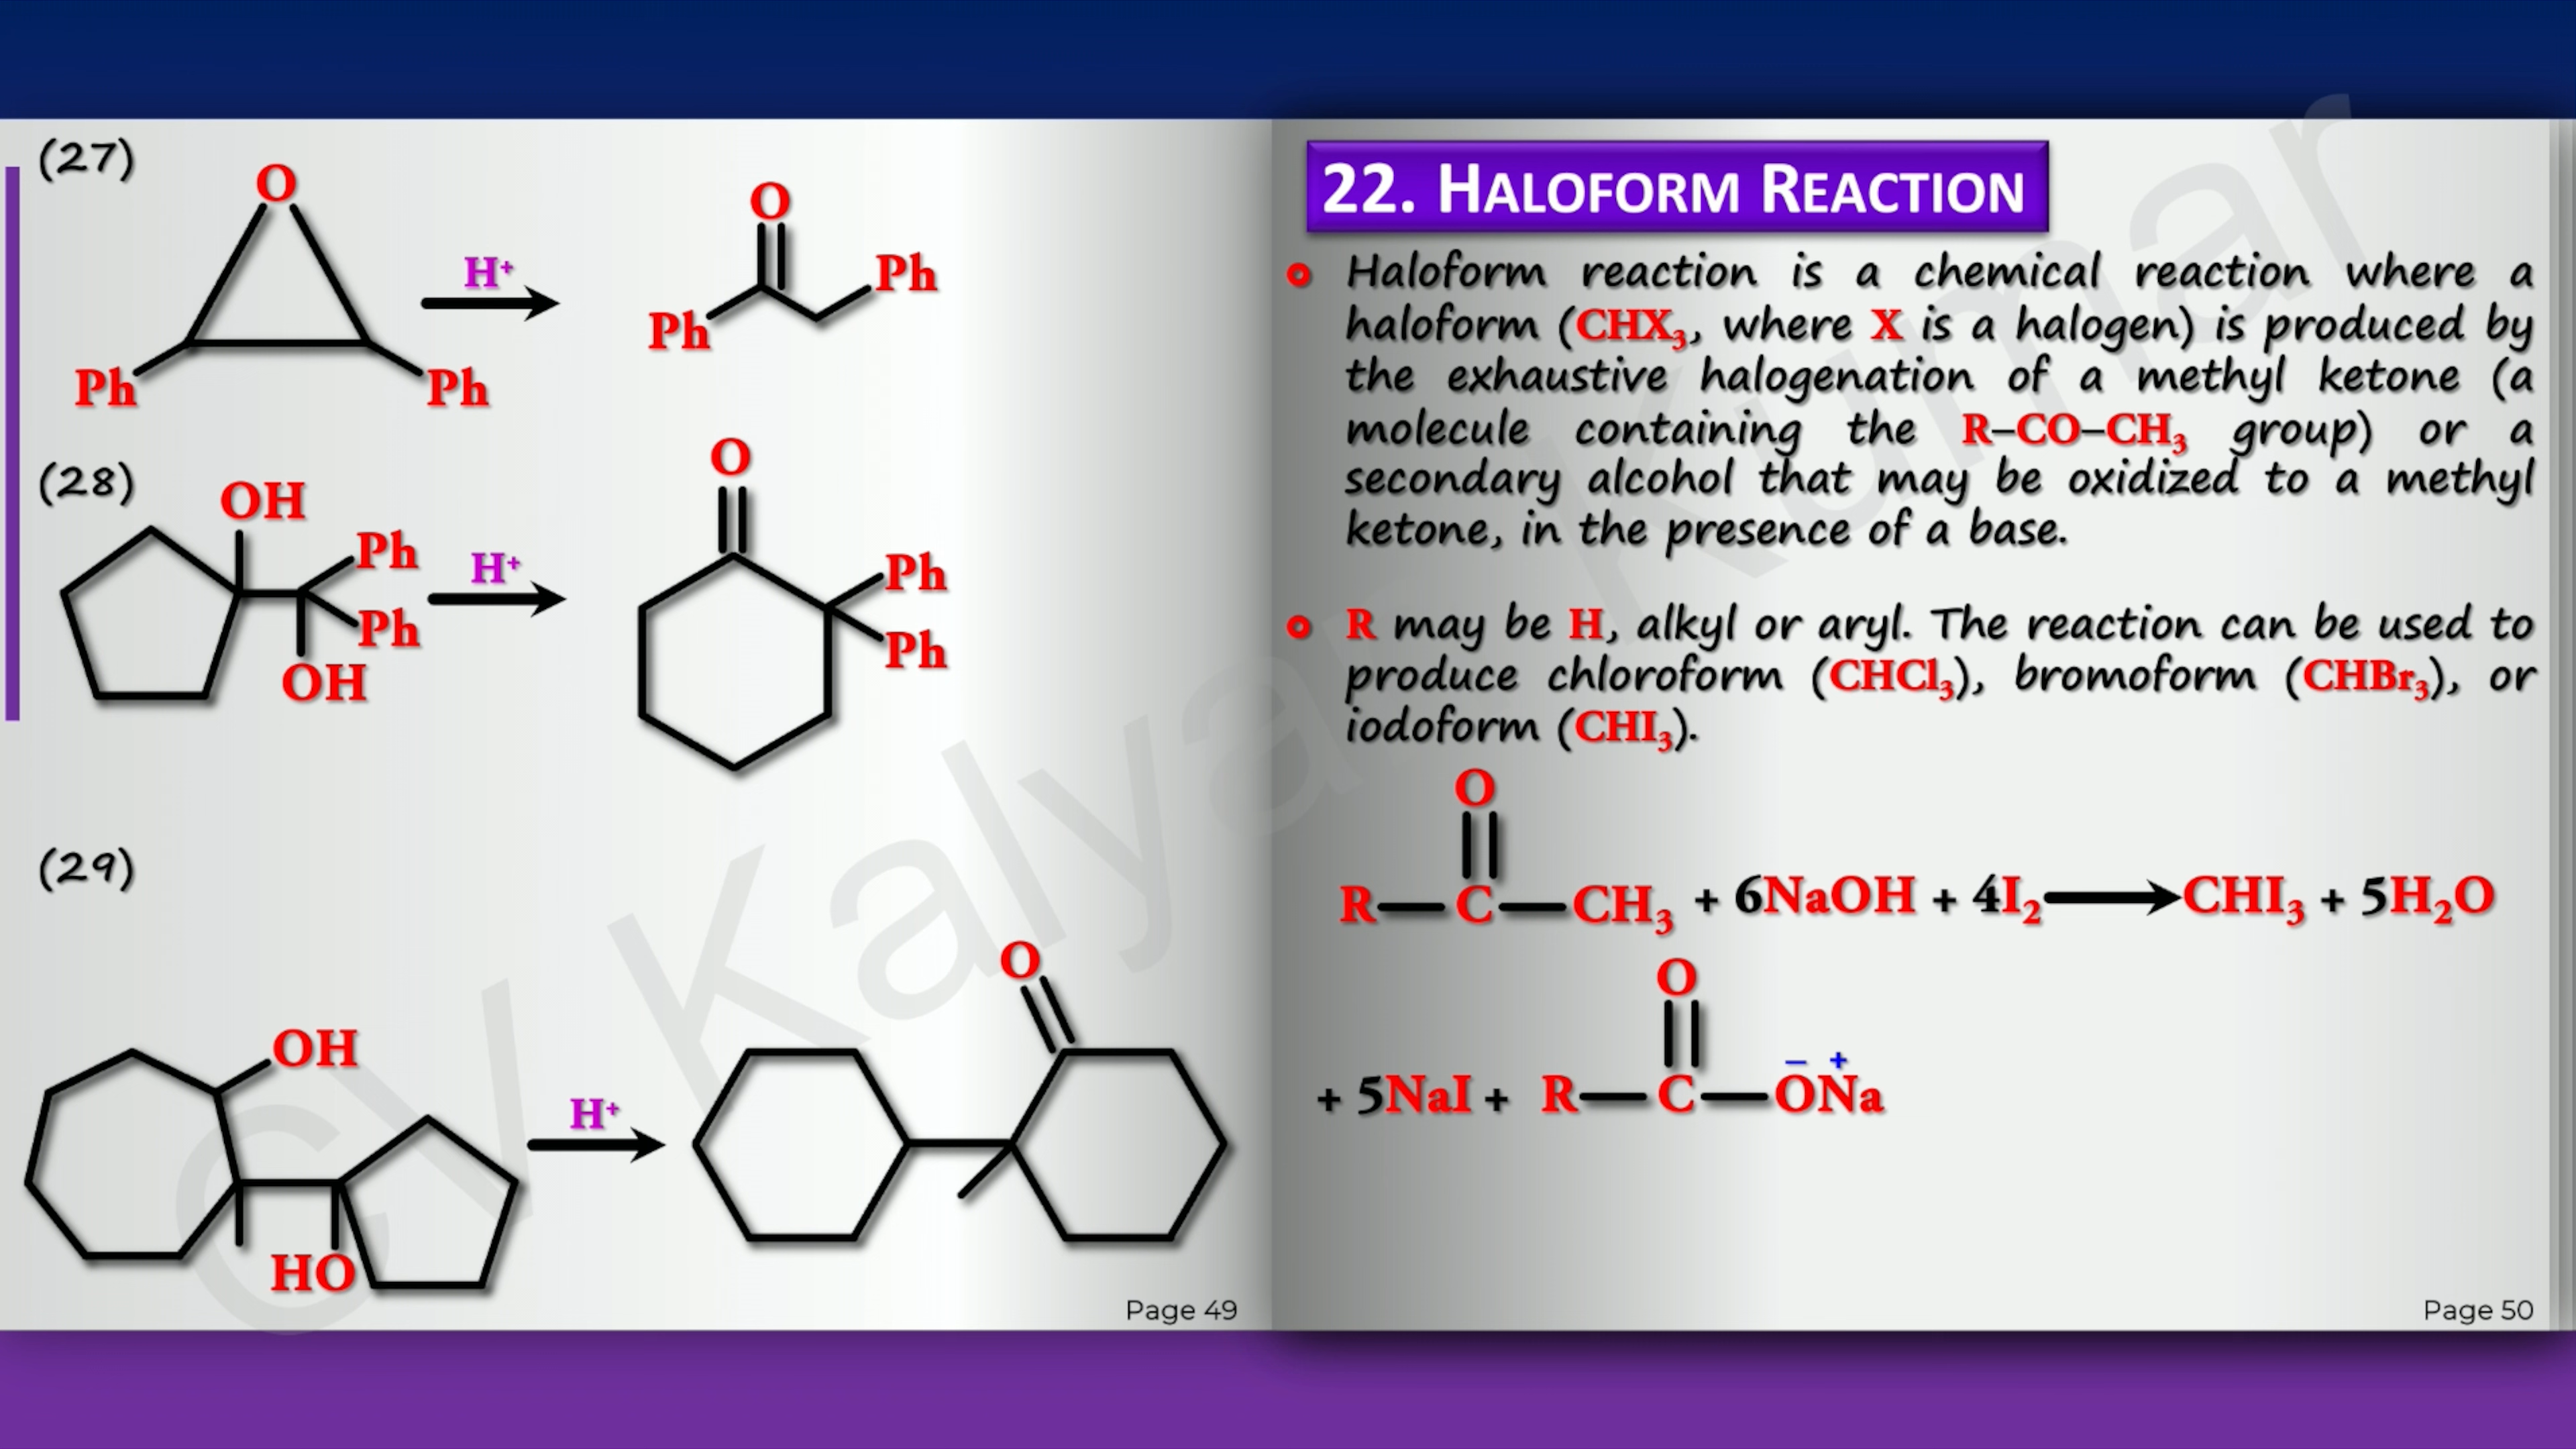 (27)
O
H⁺
Ph
Ph
O
Ph
Ph
(28)
OH
Ph
Ph
OH
H⁺
O
Ph
Ph
(29)
OH
HO
H⁺
O
Page 49
22. HALOFORM REACTION
Haloform reaction is a chemical reaction where a
haloform (CHX₃, where X is a halogen) is produced by
the exhaustive halogenation of a methyl ketone (a
molecule containing the R–CO–CH₃ group) or a
secondary alcohol that may be oxidized to a methyl
ketone, in the presence of a base.
R may be H, alkyl or aryl. The reaction can be used to
produce chloroform (CHCl₃), bromoform (CHBr₃), or
iodoform (CHI₃).
O
R—C—CH₃ + 6NaOH + 4I₂ ⟶ CHI₃ + 5H₂O
O
+ 5NaI + R—C—O⁻Na⁺
Page 50
CV Kalyan Kumar